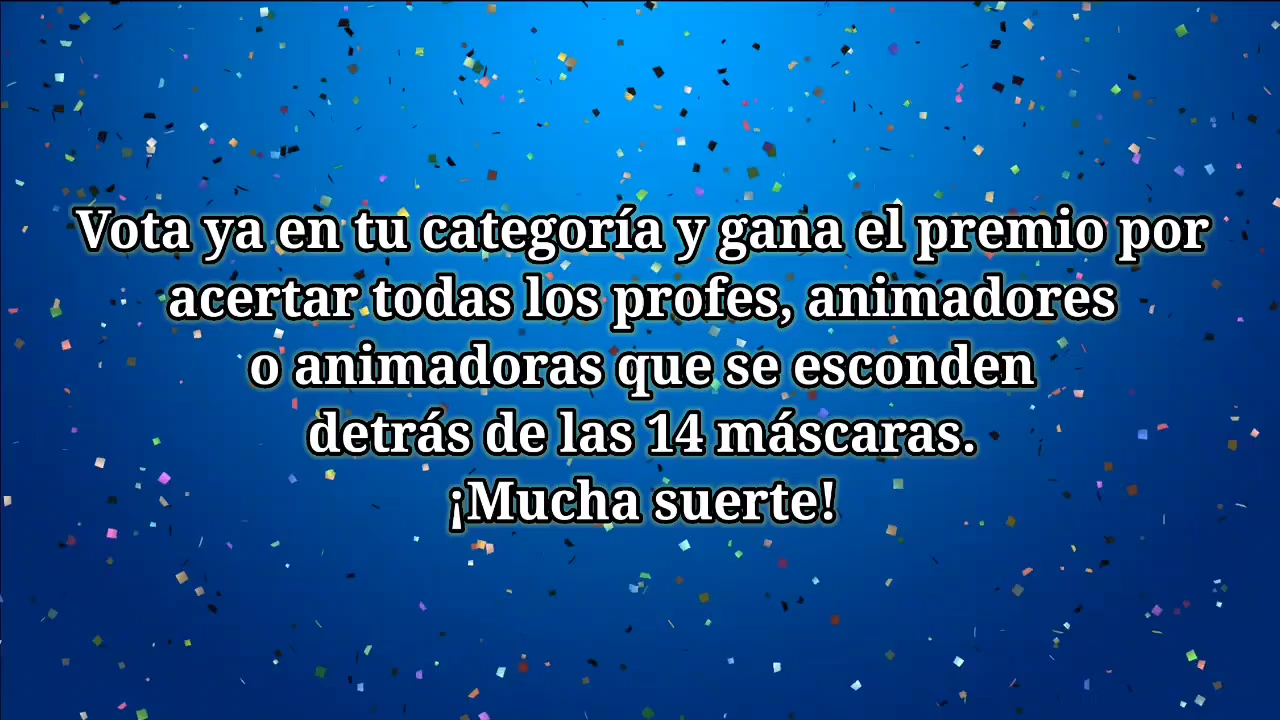 Vota ya en tu categoría y gana el premio por
acertar todas los profes, animadores
o animadoras que se esconden
detrás de las 14 máscaras.
¡Mucha suerte!